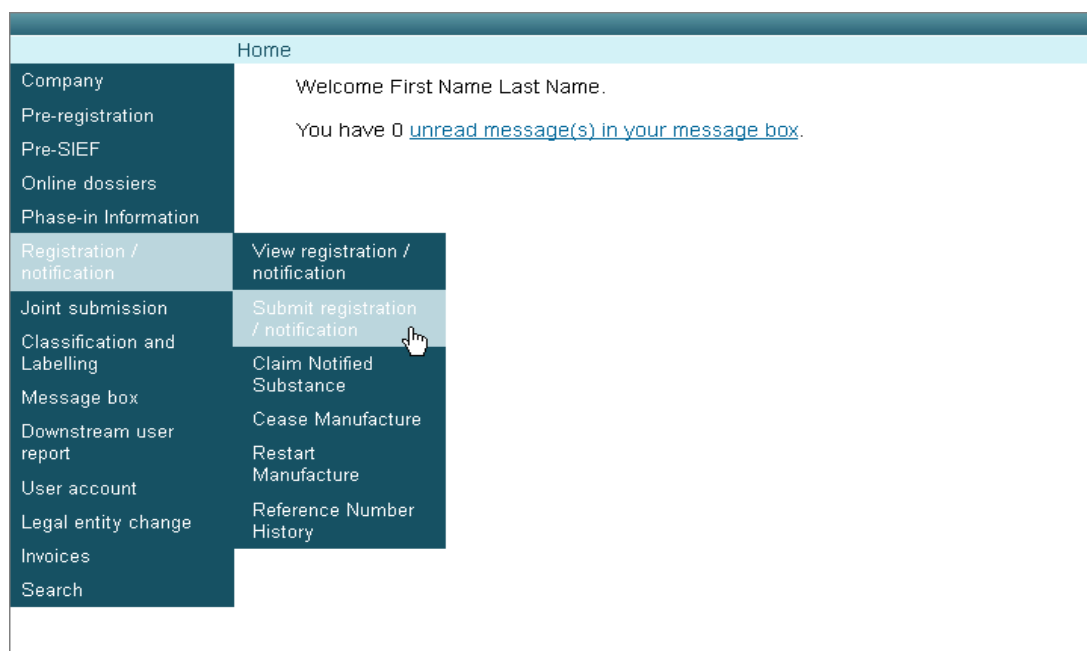 Home
Welcome First Name Last Name.
You have 0 unread message(s) in your message box.
Company
Pre-registration
Pre-SIEF
Online dossiers
Phase-in Information
Registration /
notification
Joint submission
Classification and
Labelling
Message box
Downstream user
report
User account
Legal entity change
Invoices
Search
View registration /
notification
Submit registration
/ notification
Claim Notified
Substance
Cease Manufacture
Restart
Manufacture
Reference Number
History